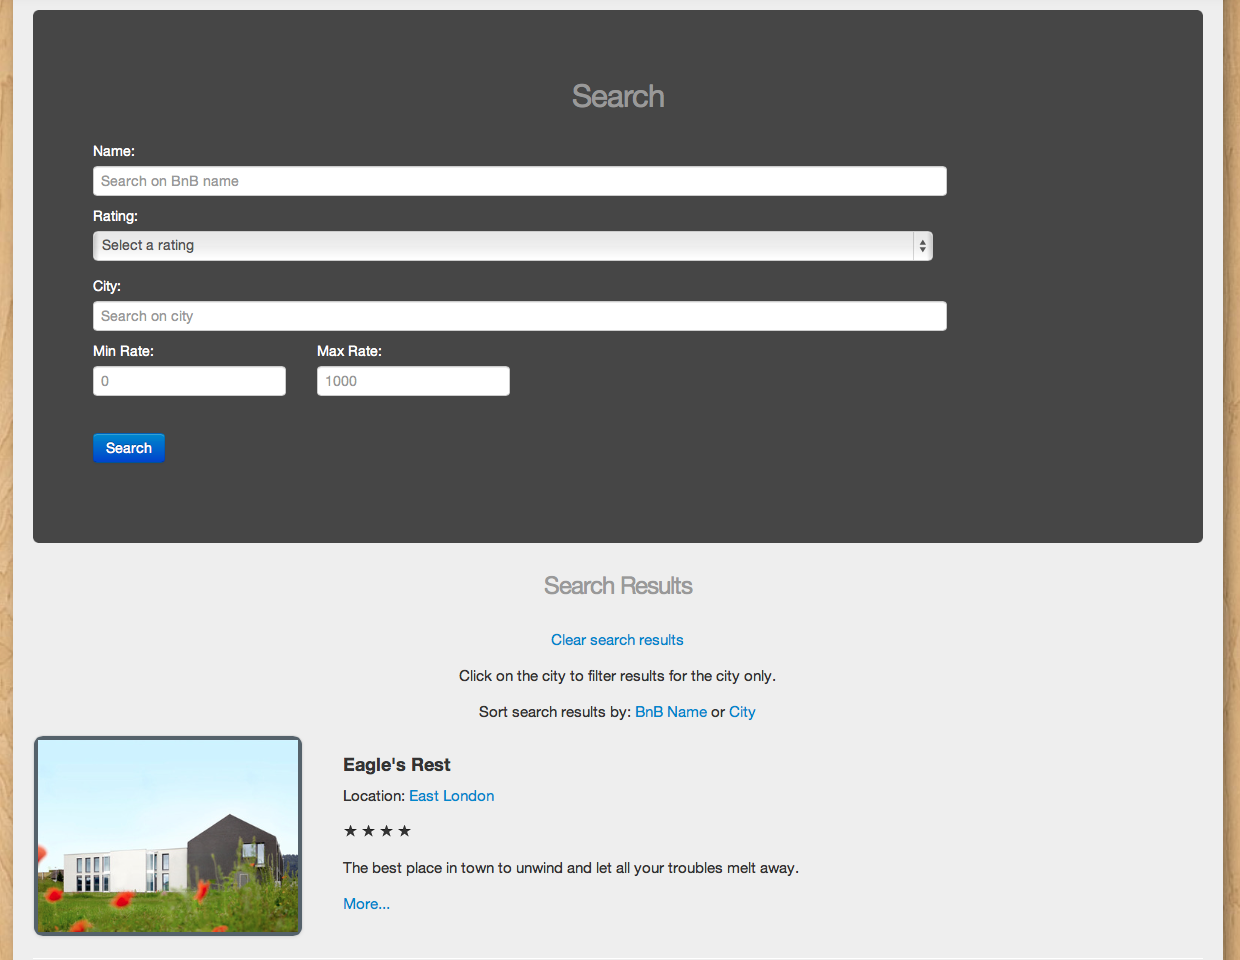 Search
Name:
Search on BnB name
Rating:
Select a rating
City:
Search on city
Min Rate: Max Rate:
0 1000
Search
Search Results
Clear search results
Click on the city to filter results for the city only.
Sort search results by: BnB Name or City
Eagle's Rest
Location: East London
★ ★ ★ ★
The best place in town to unwind and let all your troubles melt away.
More...